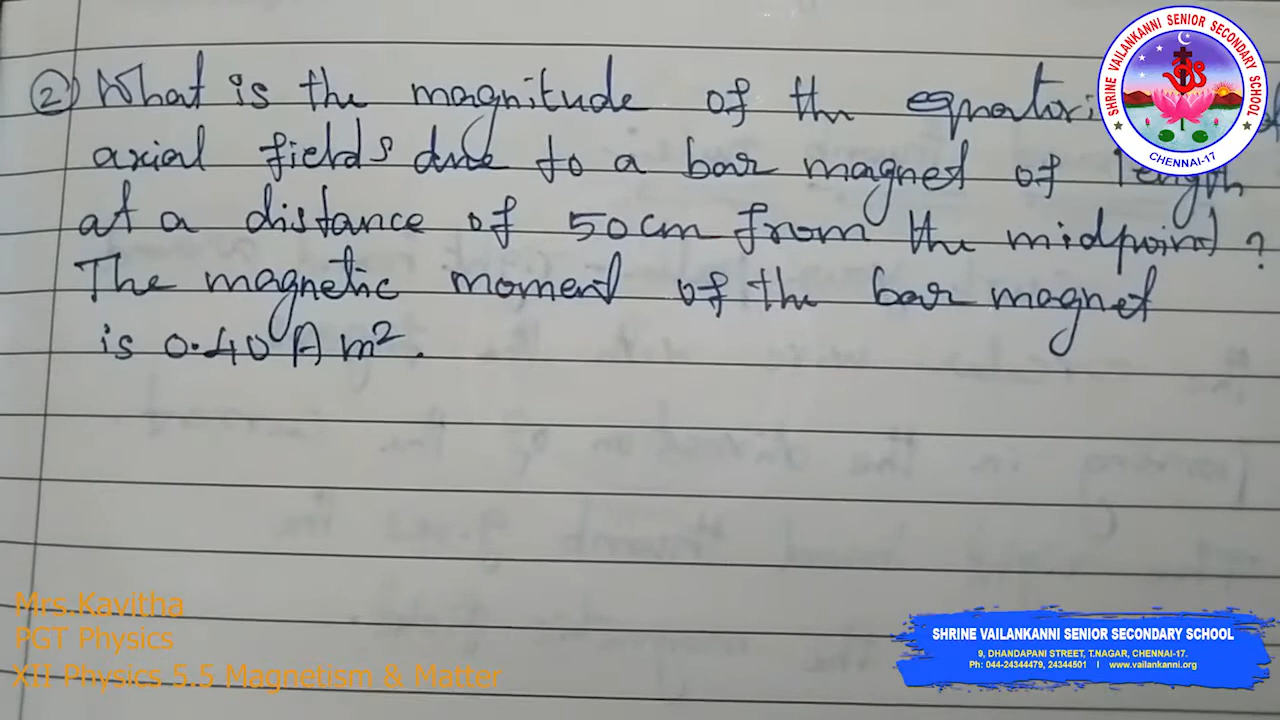 ② What is the magnitude of the
axial fields due to a bar magnet of length
at a distance of 50cm from the midpoint?
The magnetic moment of the bar magnet
is 0.40 A m².
SHRINE VAILANKANNI SENIOR SECONDARY SCHOOL
CHENNAI-17
Mrs.Kavitha
PGT Physics
XII Physics 5.5 Magnetism & Matter
SHRINE VAILANKANNI SENIOR SECONDARY SCHOOL
9, DHANDAPANI STREET, T.NAGAR, CHENNAI-17.
Ph: 044-24344479, 24344501 | www.vailankanni.org